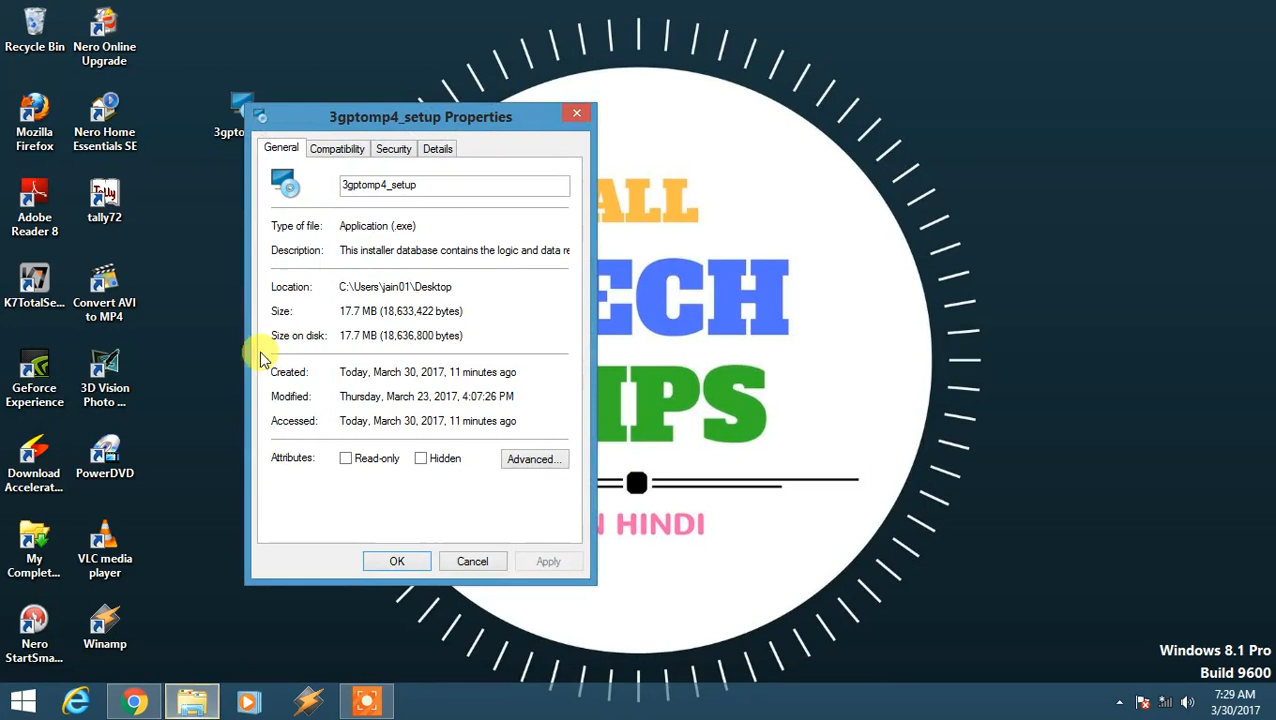 Recycle Bin
Nero Online
Upgrade
Mozilla
Firefox
Nero Home
Essentials SE
3gpto
Adobe
Reader 8
tally72
K7TotalSe...
Convert AVI
to MP4
GeForce
Experience
3D Vision
Photo ...
Download
Accelerat...
PowerDVD
My
Complet...
VLC media
player
Nero
StartSma...
Winamp
3gptomp4_setup Properties
General
Compatibility
Security
Details
3gptomp4_setup
Type of file: Application (.exe)
Description: This installer database contains the logic and data re
Location: C:\Users\jain01\Desktop
Size: 17.7 MB (18,633,422 bytes)
Size on disk: 17.7 MB (18,636,800 bytes)
Created: Today, March 30, 2017, 11 minutes ago
Modified: Thursday, March 23, 2017, 4:07:26 PM
Accessed: Today, March 30, 2017, 11 minutes ago
Attributes: Read-only Hidden Advanced...
OK Cancel Apply
ALL
ECH
IPS
N HINDI
Windows 8.1 Pro
Build 9600
7:29 AM
3/30/2017